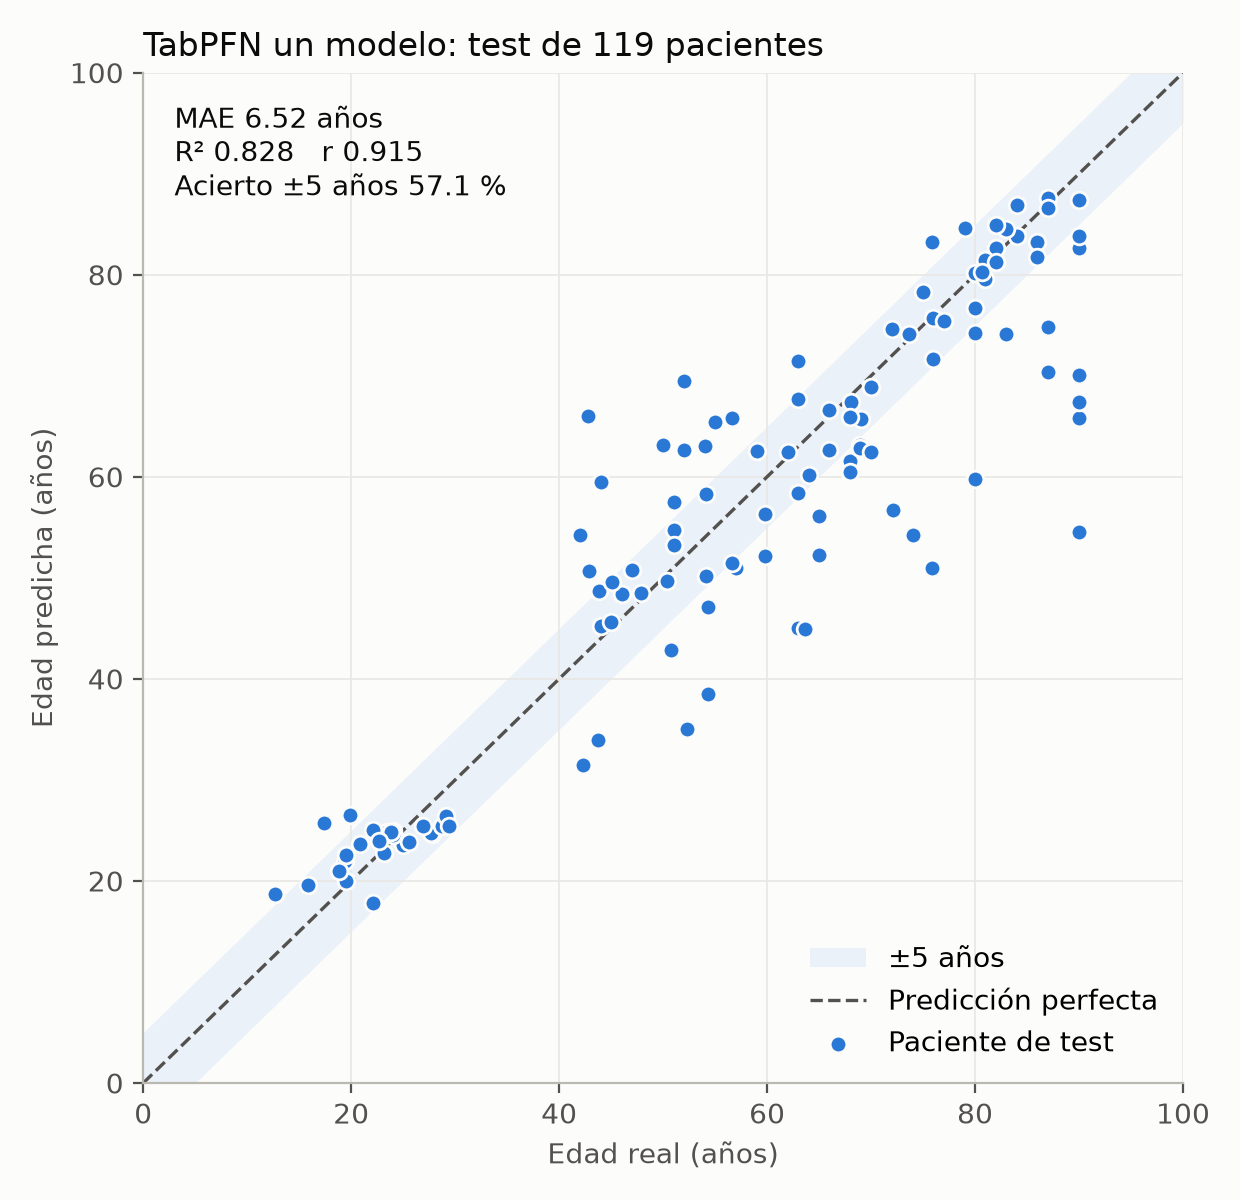 TabPFN un modelo: test de 119 pacientes
MAE 6.52 años
R² 0.828   r 0.915
Acierto ±5 años 57.1 %
100
80
60
40
20
0
Edad predicha (años)
±5 años
Predicción perfecta
Paciente de test
0 20 40 60 80 100
Edad real (años)